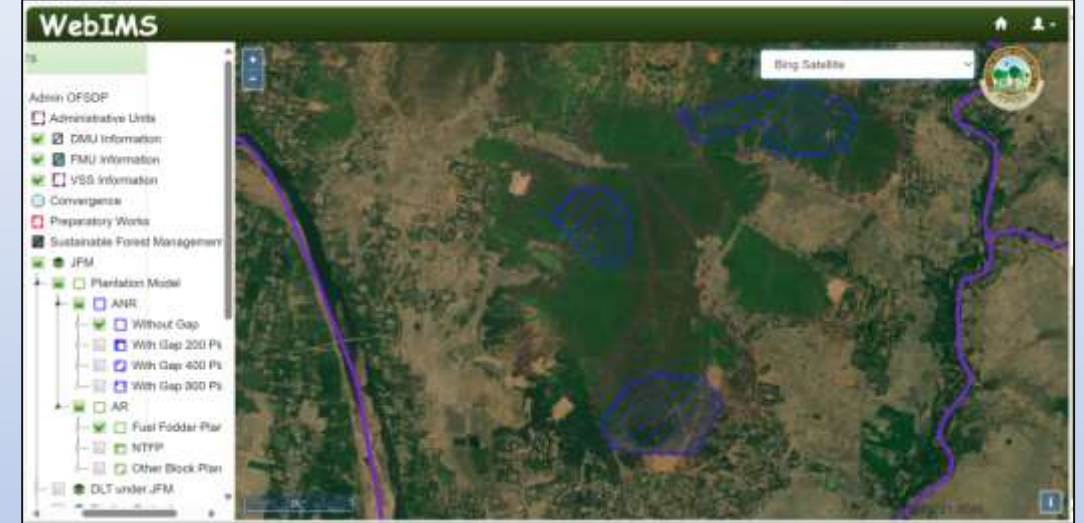 WebIMS
Bing Satellite
Admin OFSDP
Administrative Units
DMU Information
FMU Information
VSS Information
Convergence
Preparatory Works
Sustainable Forest Management
JFM
Plantation Model
ANR
Without Gap
With Gap 200 Pl
With Gap 400 Pl
With Gap 800 Pl
AR
Fuel Fodder Plan
NTFP
Other Block Plan
DLT under JFM